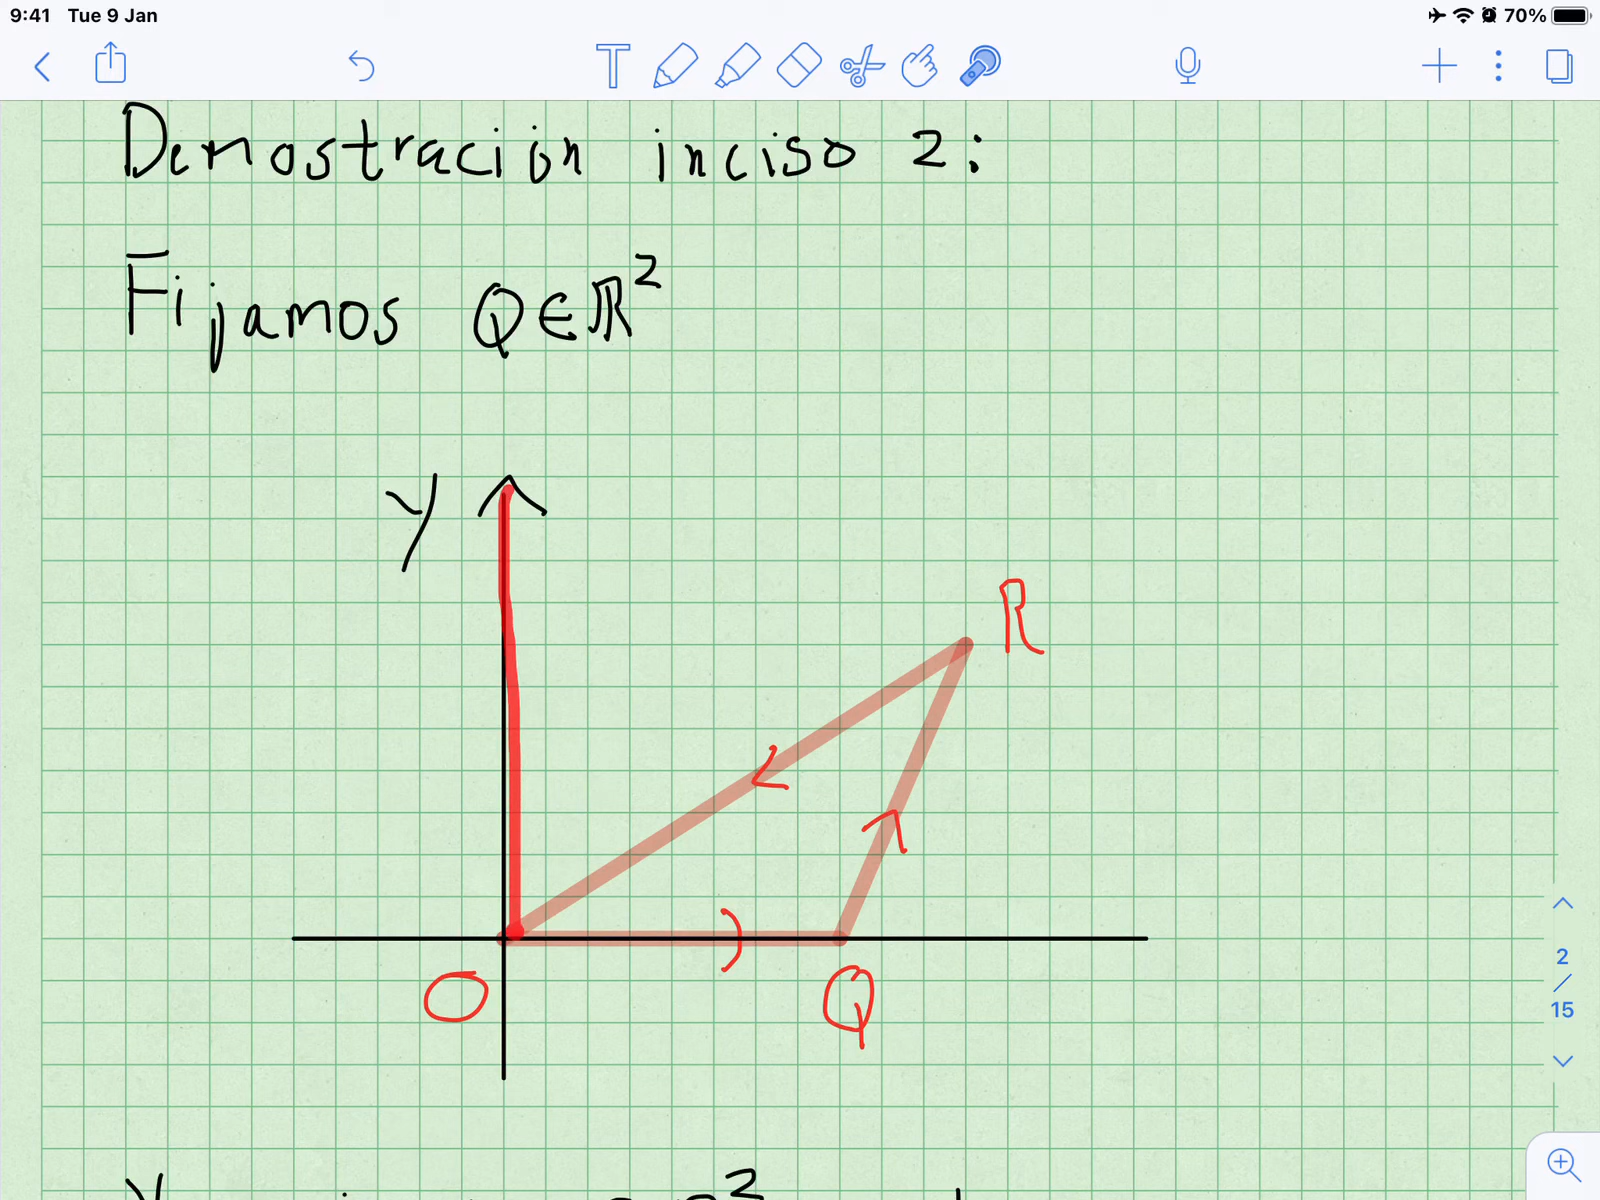 9:41 Tue 9 Jan 70%
Demostración inciso 2:
Fijamos Q∈ℝ²
y
R
O
Q
2
/
15